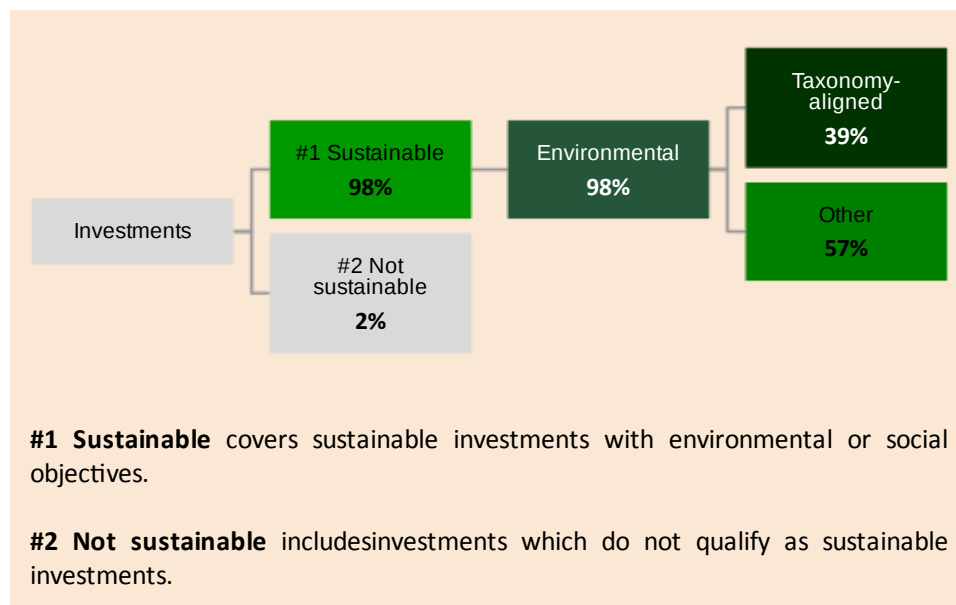 Investments
#1 Sustainable
98%
#2 Not
sustainable
2%
Environmental
98%
Taxonomy-
aligned
39%
Other
57%
#1 Sustainable covers sustainable investments with environmental or social
objectives.
#2 Not sustainable includesinvestments which do not qualify as sustainable
investments.